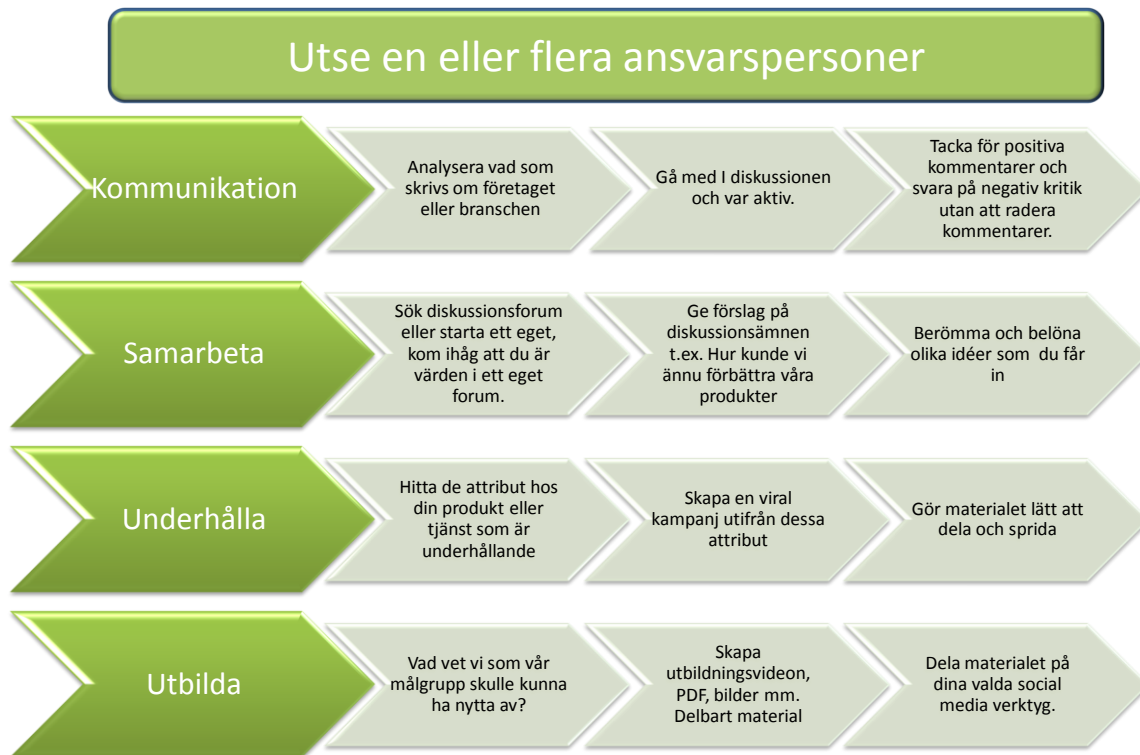 Utse en eller flera ansvarspersoner
Kommunikation
Analysera vad som
skrivs om företaget
eller branschen
Gå med I diskussionen
och var aktiv.
Tacka för positiva
kommentarer och
svara på negativ kritik
utan att radera
kommentarer.
Samarbeta
Sök diskussionsforum
eller starta ett eget,
kom ihåg att du är
värden i ett eget
forum.
Ge förslag på
diskussionsämnen
t.ex. Hur kunde vi
ännu förbättra våra
produkter
Berömma och belöna
olika idéer som du får
in
Underhålla
Hitta de attribut hos
din produkt eller
tjänst som är
underhållande
Skapa en viral
kampanj utifrån dessa
attribut
Gör materialet lätt att
dela och sprida
Utbilda
Vad vet vi som vår
målgrupp skulle kunna
ha nytta av?
Skapa
utbildningsvideon,
PDF, bilder mm.
Delbart material
Dela materialet på
dina valda social
media verktyg.